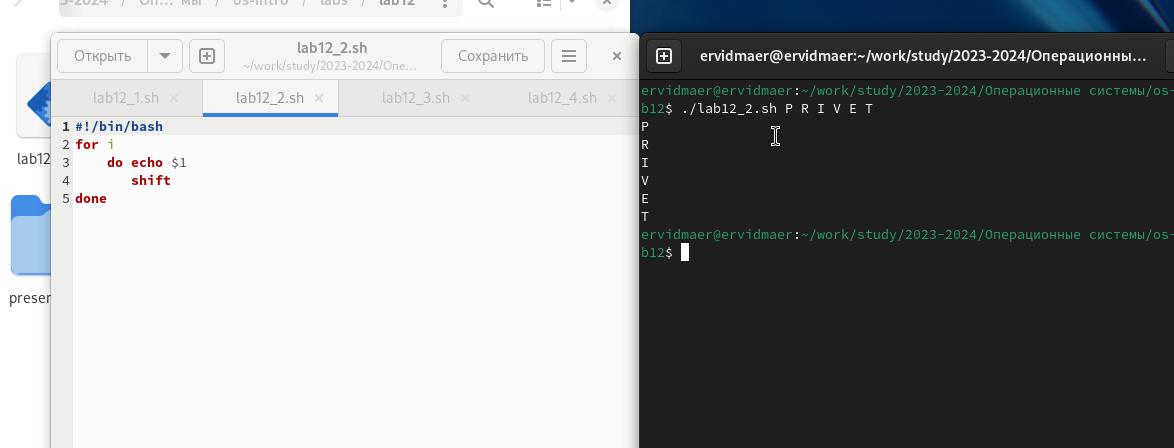 3-2024 / Оп... мы / os-intro / labs / lab12
Открыть
lab12_2.sh
~/work/study/2023-2024/Опе...
Сохранить
lab12_1.sh
lab12_2.sh
lab12_3.sh
lab12_4.sh
1 #!/bin/bash
2 for i
3     do echo $1
4        shift
5 done
lab12
presen
ervidmaer@ervidmaer:~/work/study/2023-2024/Операционны...
ervidmaer@ervidmaer:~/work/study/2023-2024/Операционные системы/os-
b12$ ./lab12_2.sh P R I V E T
P
R
I
V
E
T
ervidmaer@ervidmaer:~/work/study/2023-2024/Операционные системы/os-
b12$